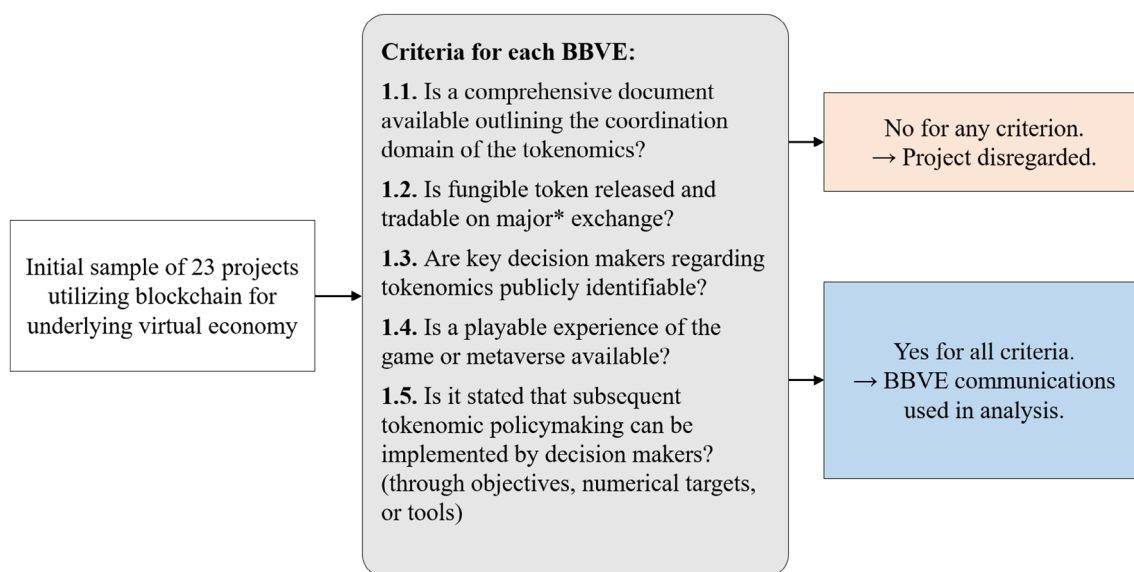 Initial sample of 23 projects
utilizing blockchain for
underlying virtual economy
Criteria for each BBVE:
1.1. Is a comprehensive document
available outlining the coordination
domain of the tokenomics?
1.2. Is fungible token released and
tradable on major* exchange?
1.3. Are key decision makers regarding
tokenomics publicly identifiable?
1.4. Is a playable experience of the
game or metaverse available?
1.5. Is it stated that subsequent
tokenomic policymaking can be
implemented by decision makers?
(through objectives, numerical targets,
or tools)
No for any criterion.
→ Project disregarded.
Yes for all criteria.
→ BBVE communications
used in analysis.